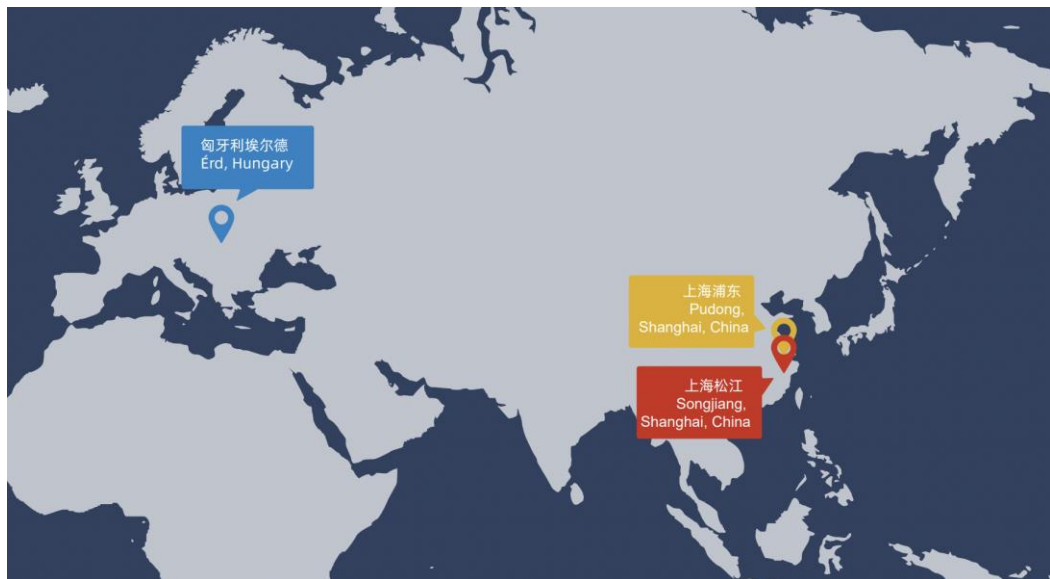 匈牙利埃尔德
Érd, Hungary
上海浦东
Pudong,
Shanghai, China
上海松江
Songjiang,
Shanghai, China